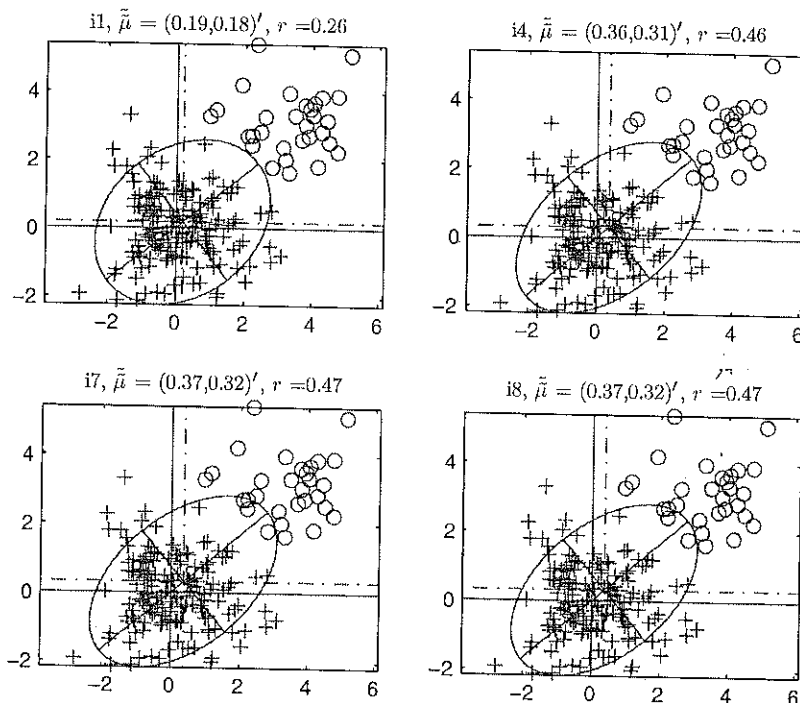 i1, μ̃̃ = (0.19,0.18)′, r =0.26
4
2
0
−2
−2 0 2 4 6
i4, μ̃̃ = (0.36,0.31)′, r =0.46
4
2
0
−2
−2 0 2 4 6
i7, μ̃̃ = (0.37,0.32)′, r =0.47
4
2
0
−2
−2 0 2 4 6
i8, μ̃̃ = (0.37,0.32)′, r =0.47
4
2
0
−2
−2 0 2 4 6